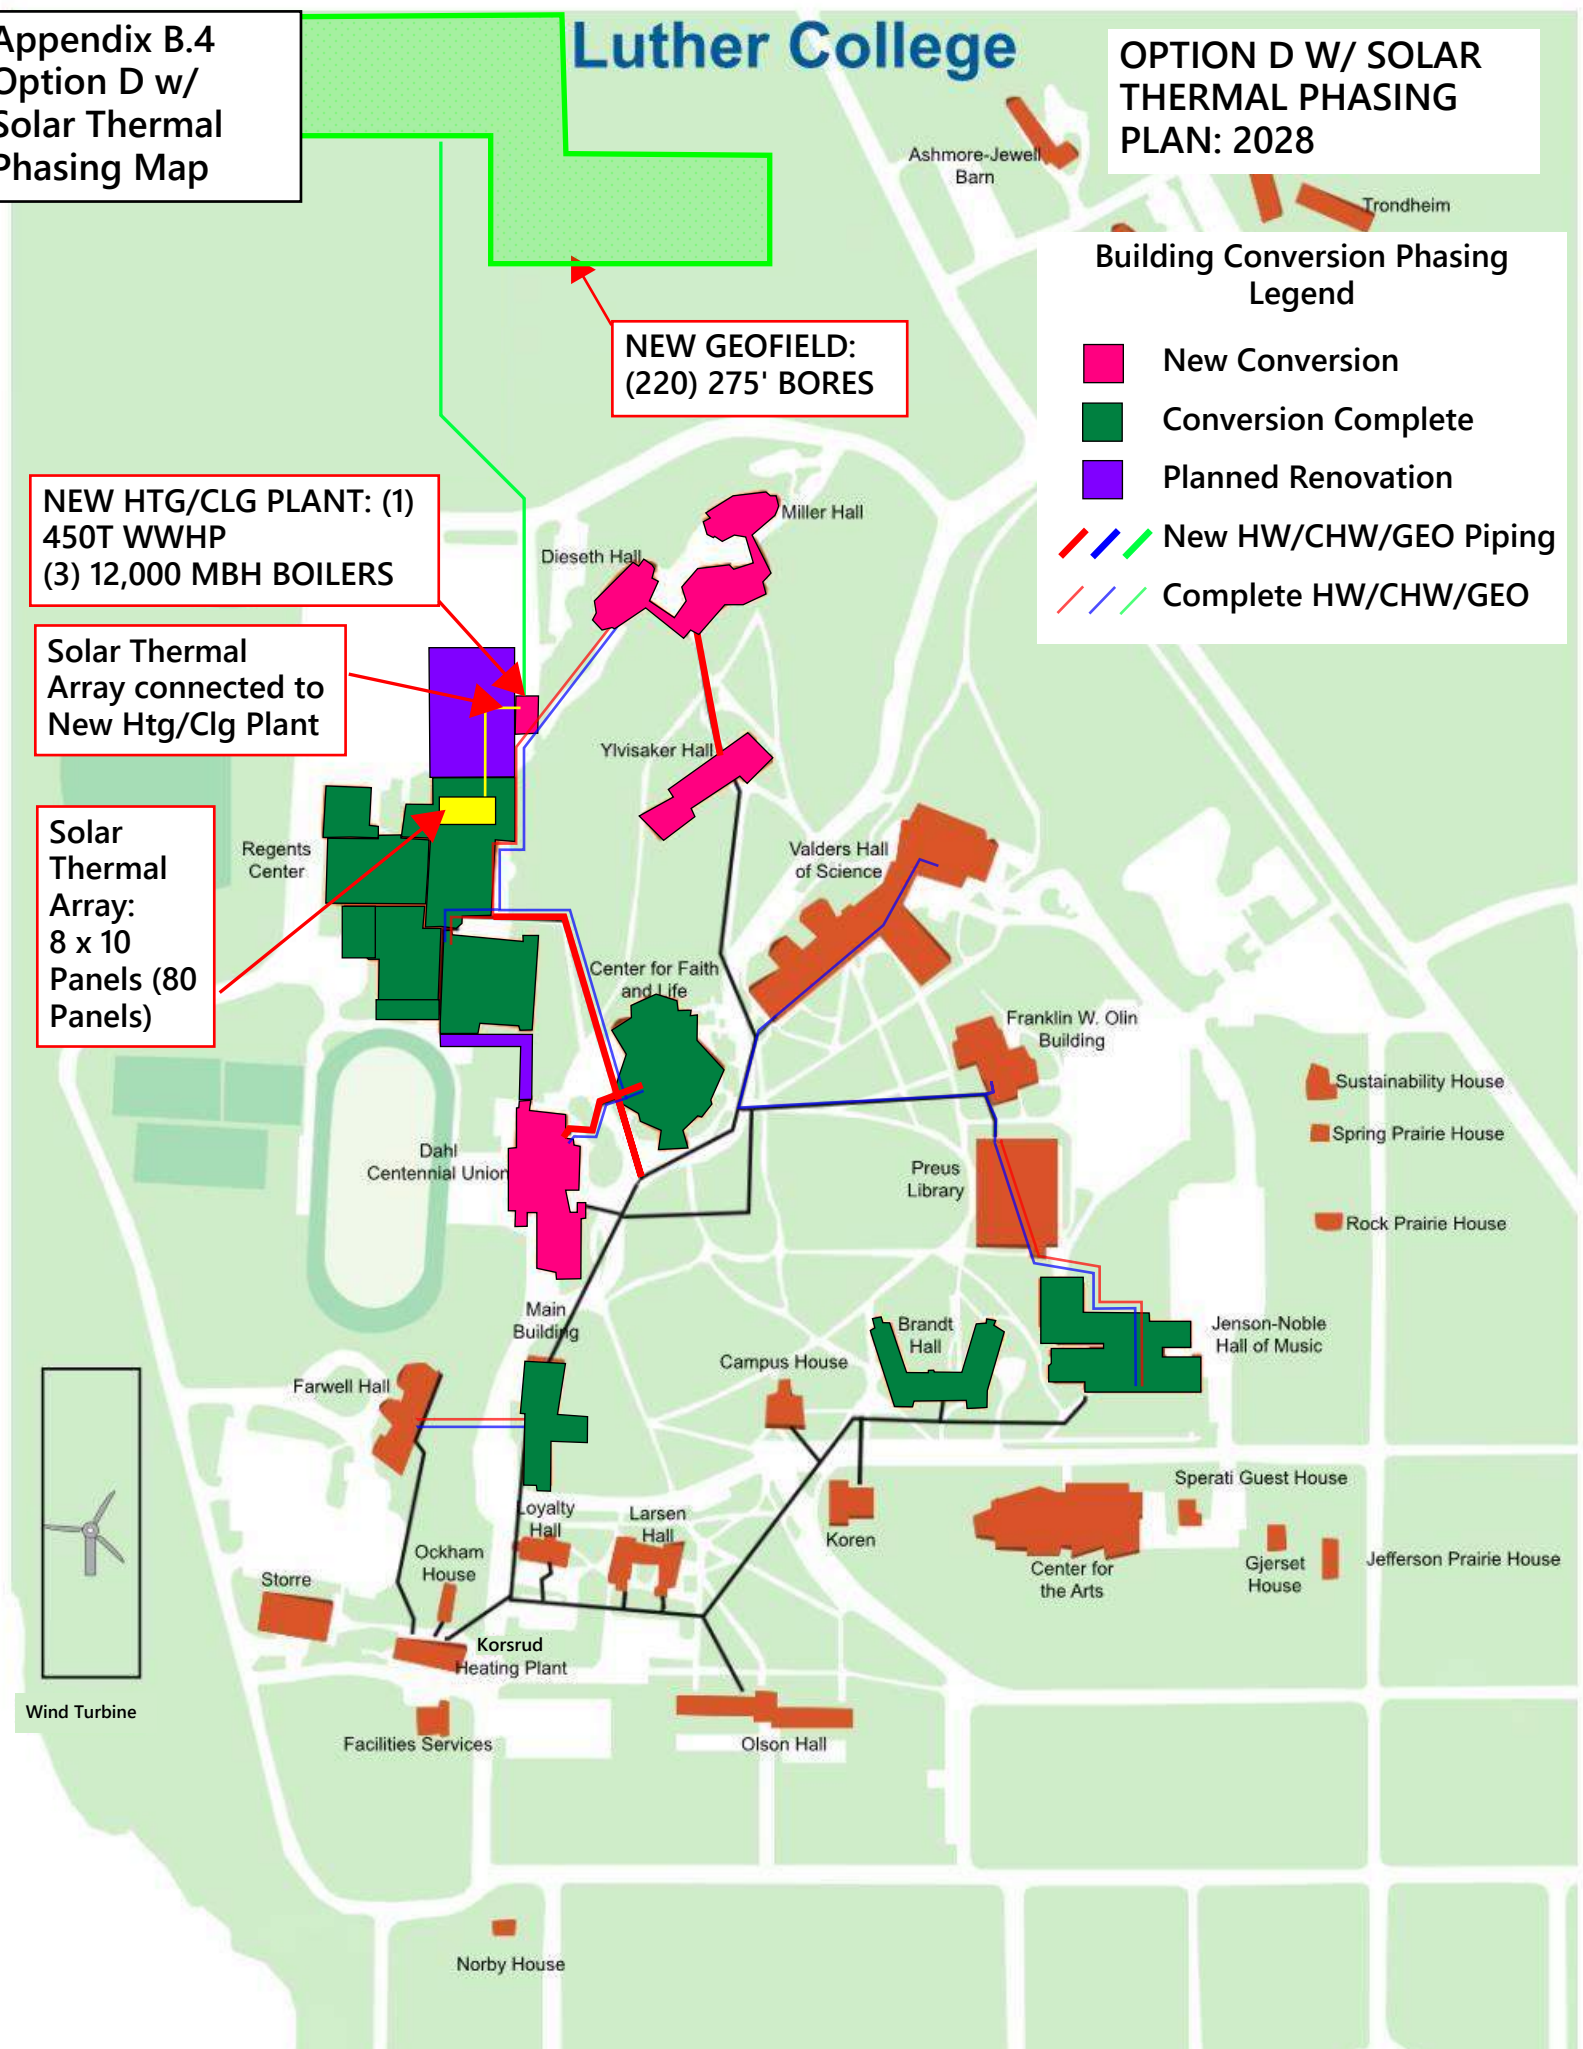 Appendix B.4
Option D w/
Solar Thermal
Phasing Map
Luther College
OPTION D W/ SOLAR
THERMAL PHASING
PLAN: 2028
Ashmore-Jewell
Barn
Trondheim
Building Conversion Phasing
Legend
New Conversion
Conversion Complete
Planned Renovation
New HW/CHW/GEO Piping
Complete HW/CHW/GEO
NEW GEOFIELD:
(220) 275' BORES
NEW HTG/CLG PLANT: (1)
450T WWHP
(3) 12,000 MBH BOILERS
Miller Hall
Dieseth Hall
Solar Thermal
Array connected to
New Htg/Clg Plant
Ylvisaker Hall
Solar
Thermal
Array:
8 x 10
Panels (80
Panels)
Regents
Center
Valders Hall
of Science
Center for Faith
and Life
Franklin W. Olin
Building
Sustainability House
Spring Prairie House
Dahl
Centennial Union
Preus
Library
Rock Prairie House
Main
Building
Brandt
Hall
Jenson-Noble
Hall of Music
Campus House
Farwell Hall
Sperati Guest House
Loyalty
Hall
Larsen
Hall
Koren
Ockham
House
Center for
the Arts
Gjerset
House
Jefferson Prairie House
Storre
Korsrud
Heating Plant
Wind Turbine
Facilities Services
Olson Hall
Norby House